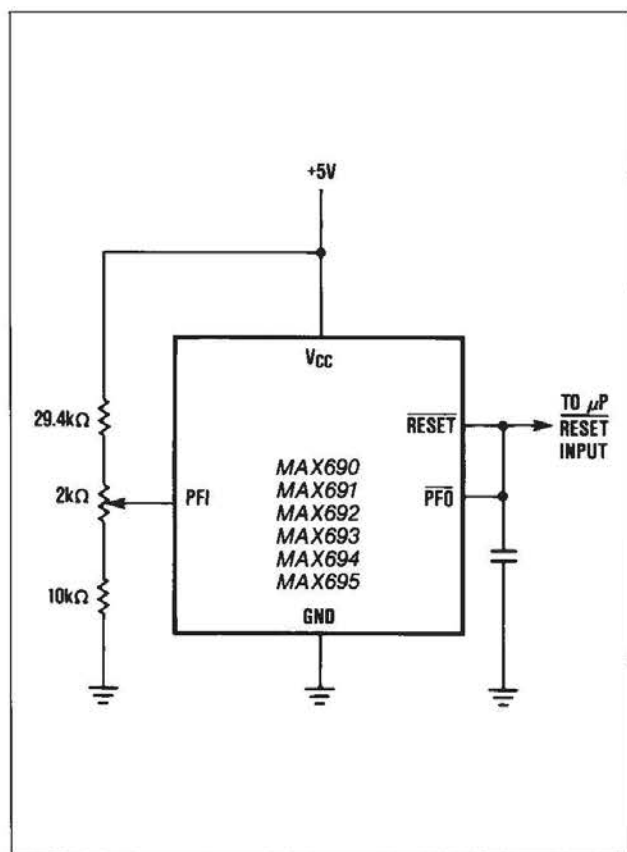 +5V
VCC
29.4kΩ
2kΩ
10kΩ
PFI
MAX690
MAX691
MAX692
MAX693
MAX694
MAX695
GND
RESET
PFO
TO μP
RESET
INPUT